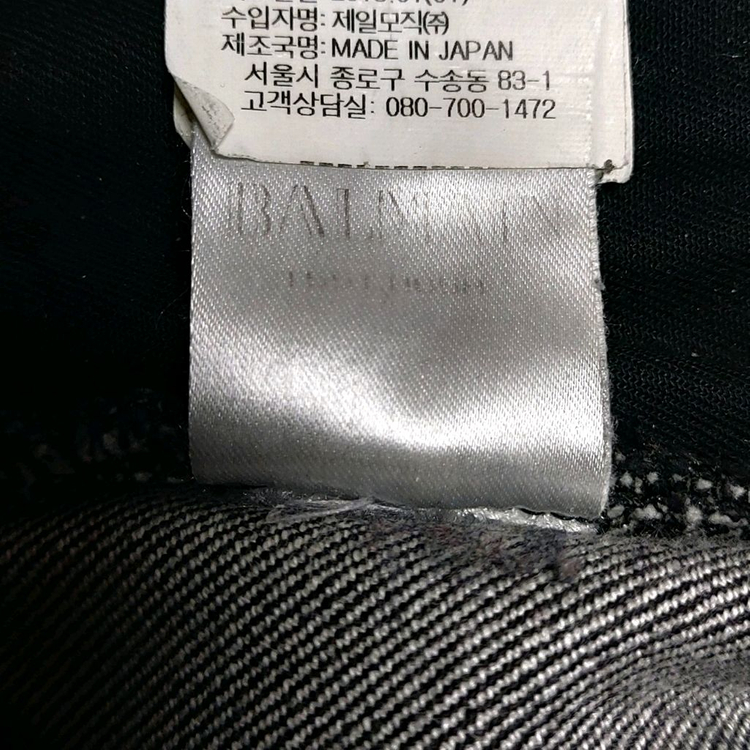 수입자명: 제일모직㈜
제조국명: MADE IN JAPAN
서울시 종로구 수송동 83-1
고객상담실: 080-700-1472
BALMAIN